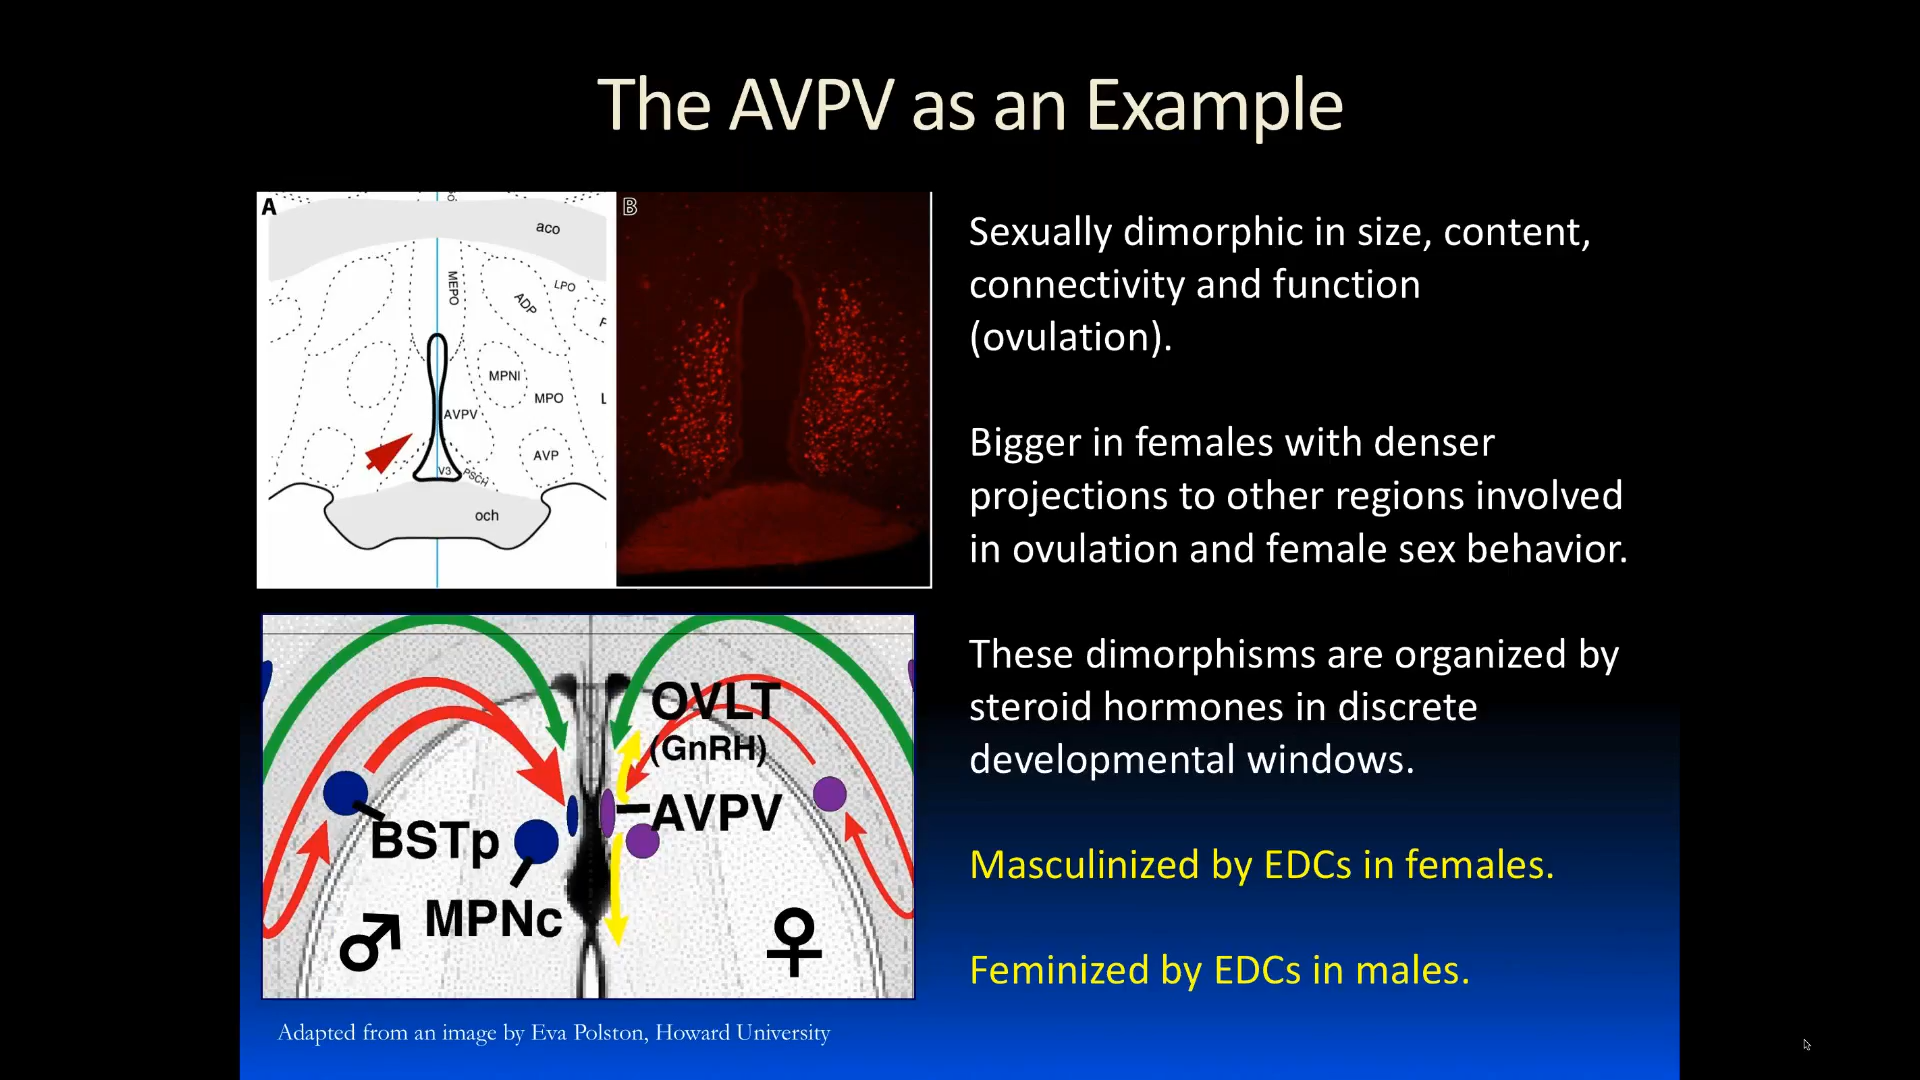 The AVPV as an Example
A
B
aco
MEPO
ADP
LPO
MPNI
MPO
L
AVPV
AVP
V3
PSCH
och
Sexually dimorphic in size, content,
connectivity and function
(ovulation).
Bigger in females with denser
projections to other regions involved
in ovulation and female sex behavior.
These dimorphisms are organized by
steroid hormones in discrete
developmental windows.
Masculinized by EDCs in females.
Feminized by EDCs in males.
OVLT
(GnRH)
AVPV
BSTp
MPNc
♂
♀
Adapted from an image by Eva Polston, Howard University